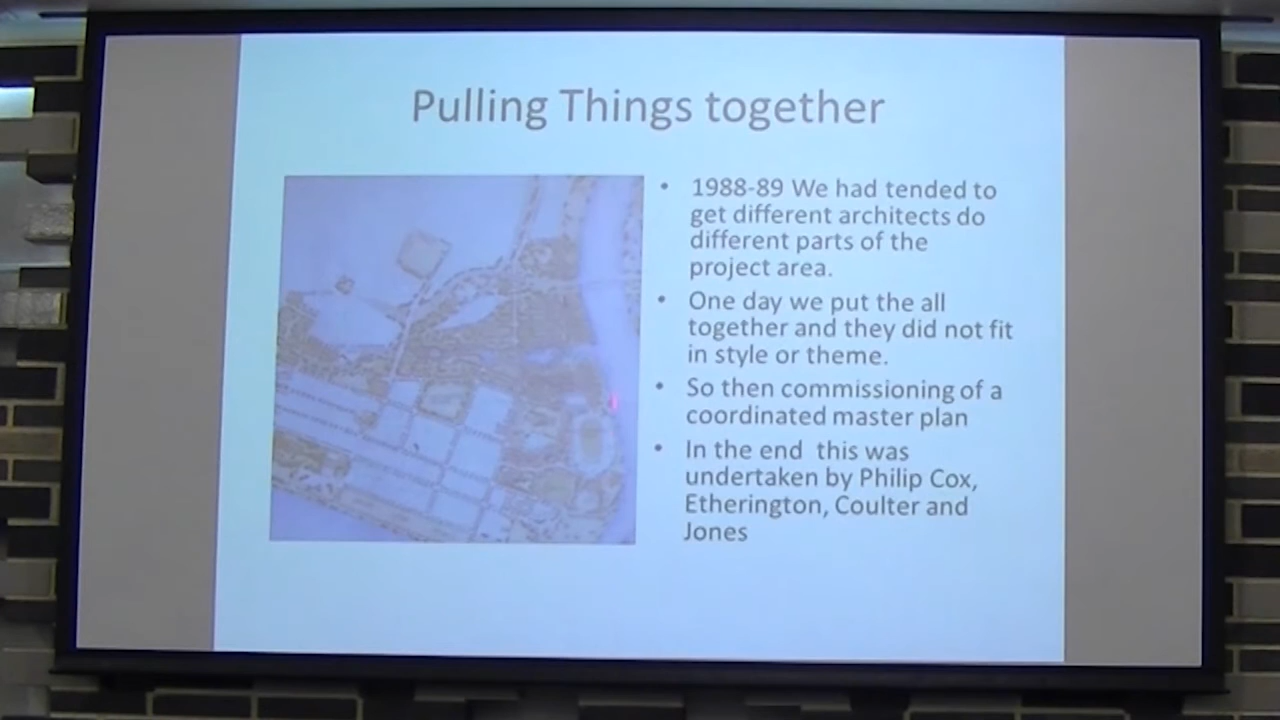 Pulling Things together
• 1988-89 We had tended to
get different architects do
different parts of the
project area.
• One day we put the all
together and they did not fit
in style or theme.
• So then commissioning of a
coordinated master plan
• In the end this was
undertaken by Philip Cox,
Etherington, Coulter and
Jones